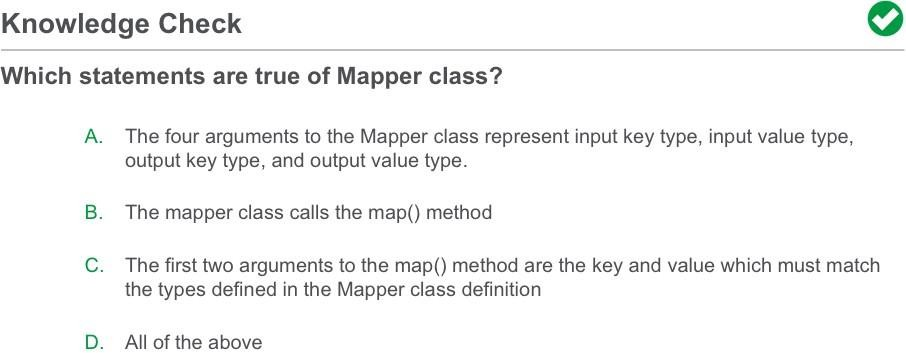 Knowledge Check
Which statements are true of Mapper class?
A. The four arguments to the Mapper class represent input key type, input value type,
output key type, and output value type.
B. The mapper class calls the map() method
C. The first two arguments to the map() method are the key and value which must match
the types defined in the Mapper class definition
D. All of the above